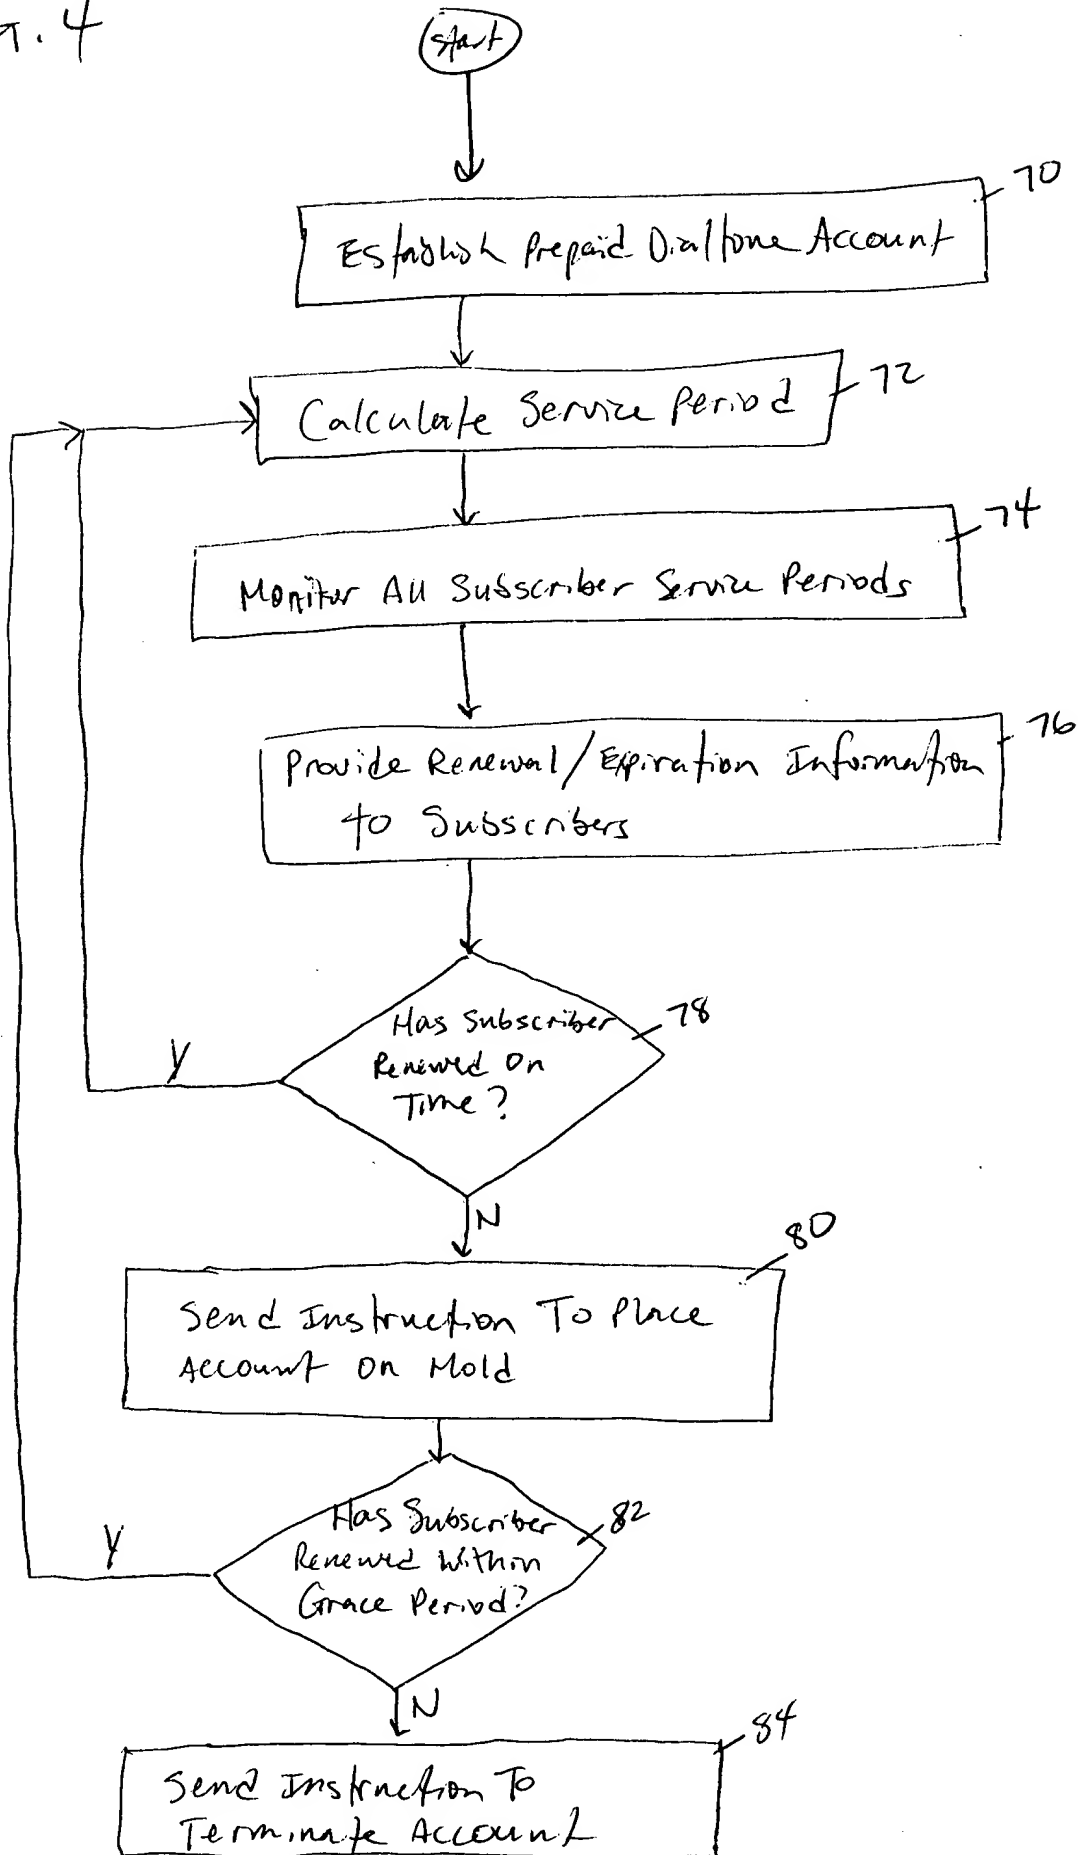 . 4
Start
70
Establish Prepaid Dialtone Account
72
Calculate Service Period
74
Monitor All Subscriber Service Periods
76
Provide Renewal/Expiration Information
to Subscribers
78
Has Subscriber
Renewed On
Time?
Y
N
80
Send Instruction To Place
Account On Hold
82
Has Subscriber
Renewed Within
Grace Period?
Y
N
84
Send Instruction To
Terminate Account